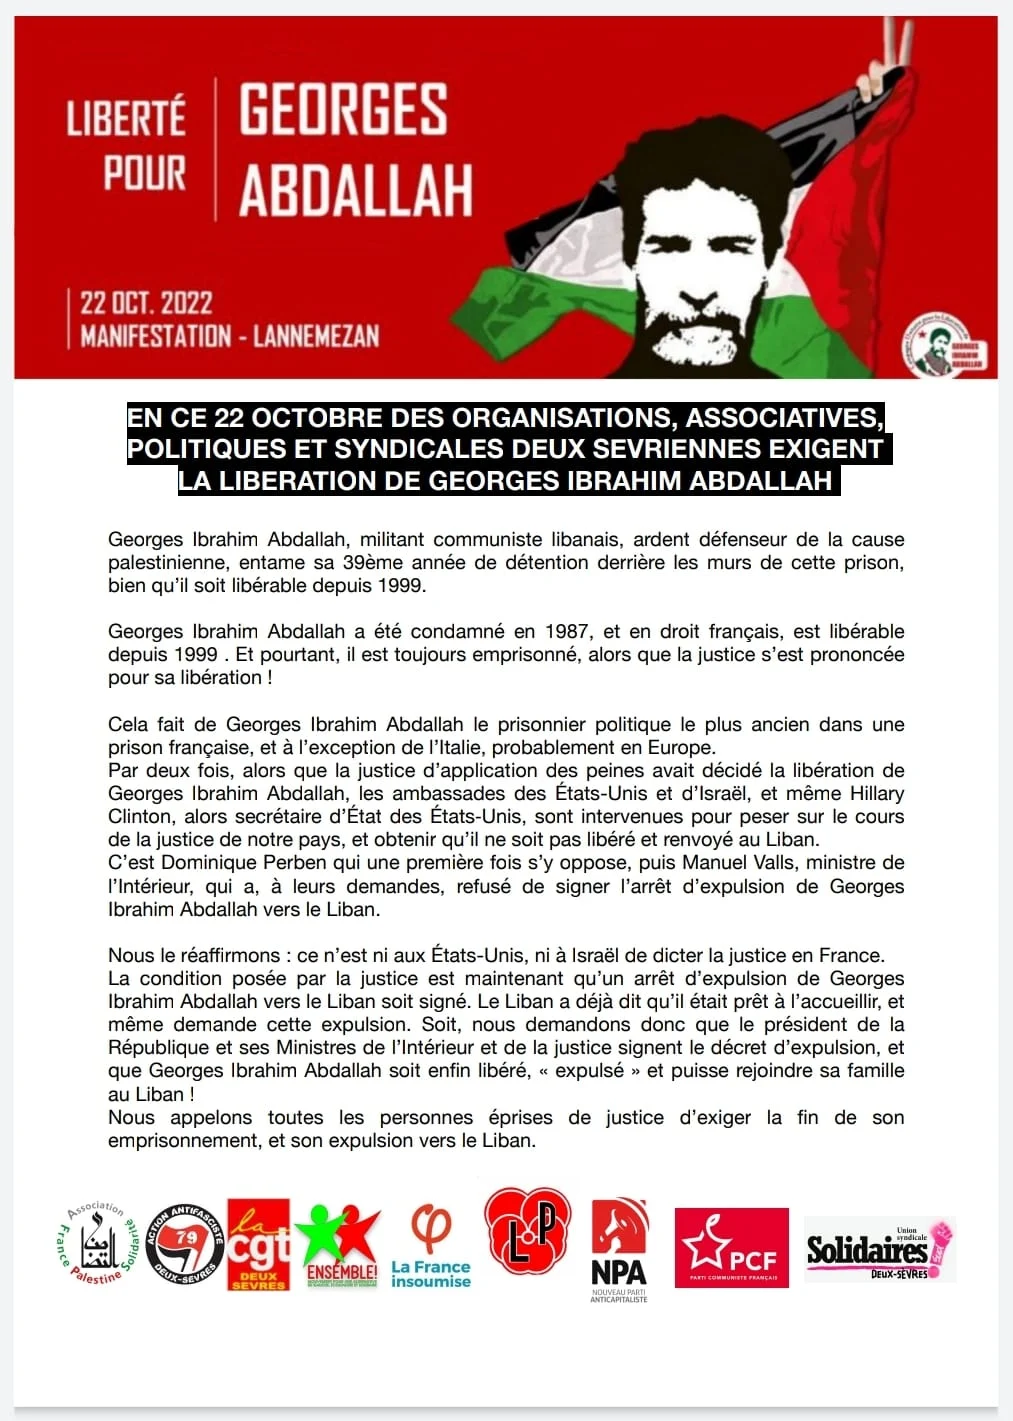 LIBERTÉ
POUR
GEORGES
ABDALLAH
22 OCT. 2022
MANIFESTATION - LANNEMEZAN
GEORGES
IBRAHIM
ABDALLAH
EN CE 22 OCTOBRE DES ORGANISATIONS, ASSOCIATIVES,
POLITIQUES ET SYNDICALES DEUX SEVRIENNES EXIGENT
LA LIBERATION DE GEORGES IBRAHIM ABDALLAH
Georges Ibrahim Abdallah, militant communiste libanais, ardent défenseur de la cause
palestinienne, entame sa 39ème année de détention derrière les murs de cette prison,
bien qu’il soit libérable depuis 1999.
Georges Ibrahim Abdallah a été condamné en 1987, et en droit français, est libérable
depuis 1999 . Et pourtant, il est toujours emprisonné, alors que la justice s’est prononcée
pour sa libération !
Cela fait de Georges Ibrahim Abdallah le prisonnier politique le plus ancien dans une
prison française, et à l’exception de l’Italie, probablement en Europe.
Par deux fois, alors que la justice d’application des peines avait décidé la libération de
Georges Ibrahim Abdallah, les ambassades des États-Unis et d’Israël, et même Hillary
Clinton, alors secrétaire d’État des États-Unis, sont intervenues pour peser sur le cours
de la justice de notre pays, et obtenir qu’il ne soit pas libéré et renvoyé au Liban.
C’est Dominique Perben qui une première fois s’y oppose, puis Manuel Valls, ministre de
l’Intérieur, qui a, à leurs demandes, refusé de signer l’arrêt d’expulsion de Georges
Ibrahim Abdallah vers le Liban.
Nous le réaffirmons : ce n’est ni aux États-Unis, ni à Israël de dicter la justice en France.
La condition posée par la justice est maintenant qu’un arrêt d’expulsion de Georges
Ibrahim Abdallah vers le Liban soit signé. Le Liban a déjà dit qu’il était prêt à l’accueillir, et
même demande cette expulsion. Soit, nous demandons donc que le président de la
République et ses Ministres de l’Intérieur et de la justice signent le décret d’expulsion, et
que Georges Ibrahim Abdallah soit enfin libéré, « expulsé » et puisse rejoindre sa famille
au Liban !
Nous appelons toutes les personnes éprises de justice d’exiger la fin de son
emprisonnement, et son expulsion vers le Liban.
Association
France Palestine Solidarité
ACTION ANTIFASCISTE
79
DEUX-SÈVRES
la
cgt
DEUX
SEVRES
ENSEMBLE!
La France
insoumise
LP
NPA
NOUVEAU PARTI
ANTICAPITALISTE
PCF
PARTI COMMUNISTE FRANÇAIS
Union
syndicale
Solidaires
DEUX-SÈVRES